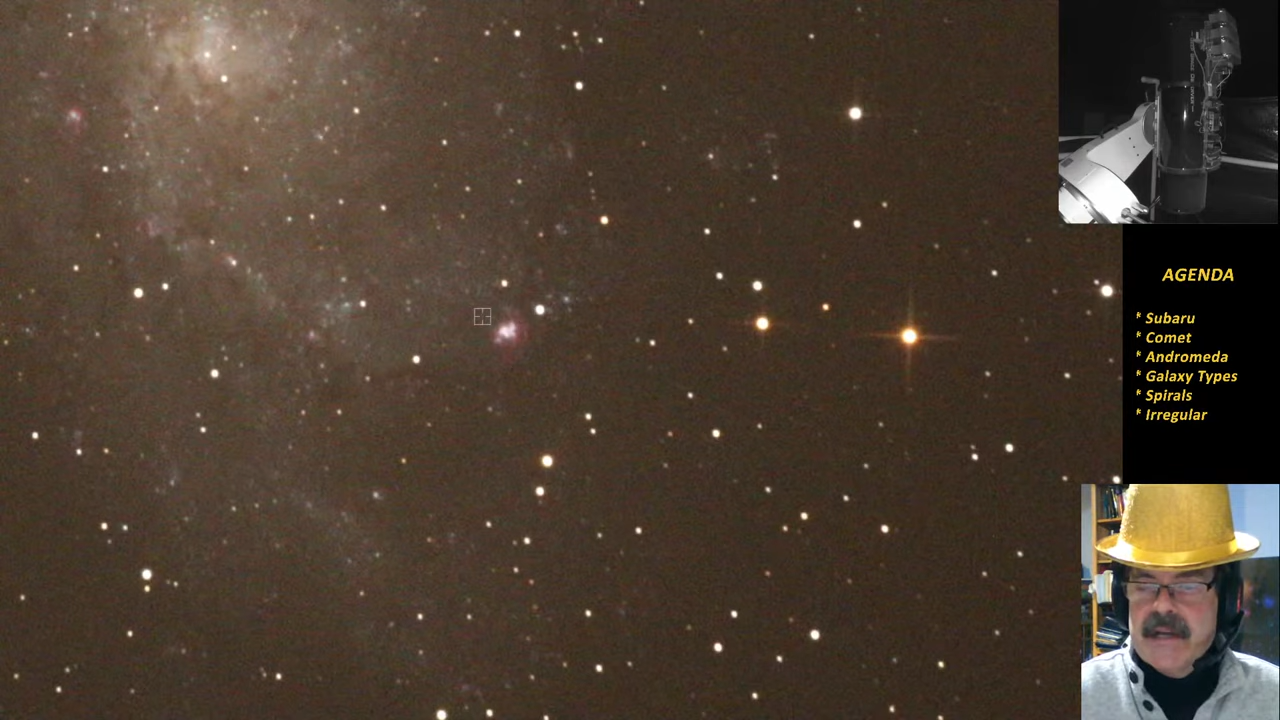 AGENDA
* Subaru
* Comet
* Andromeda
* Galaxy Types
* Spirals
* Irregular